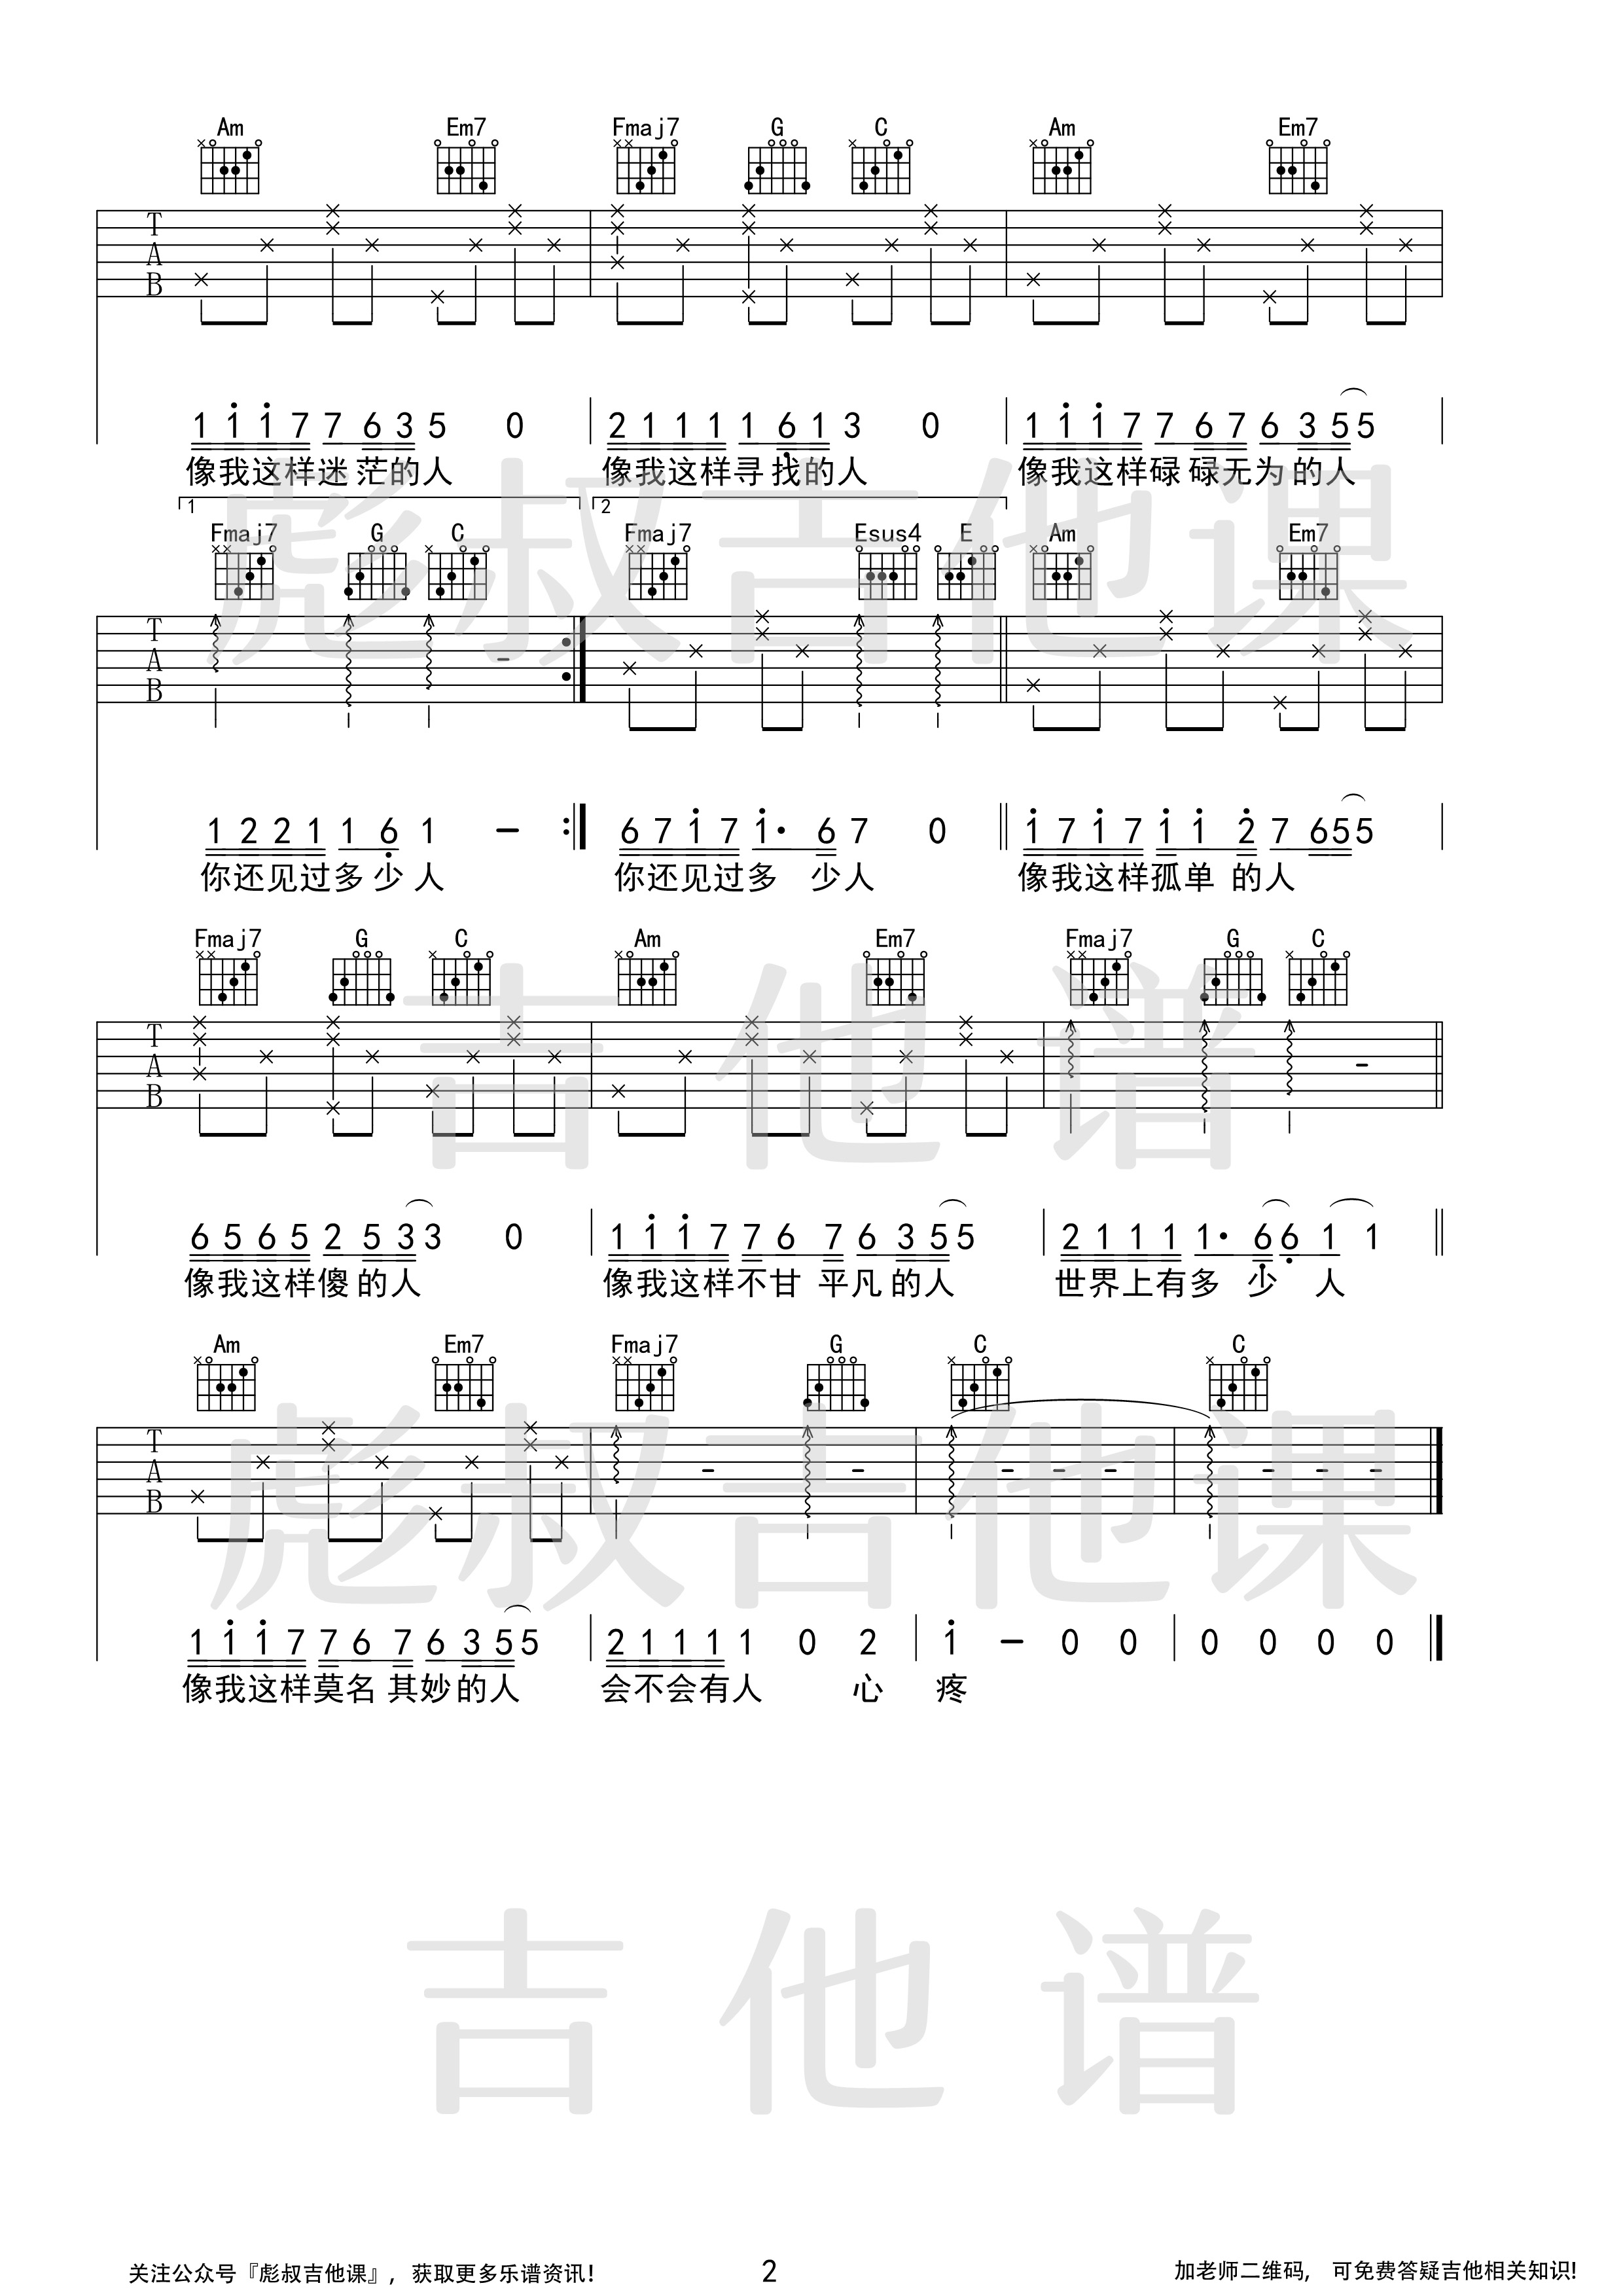 Am Em7 Fmaj7 G C Am Em7
T
A
B
1 1 1 7 7 6 3 5 0 2 1 1 1 1 6 1 3 0 1 1 1 7 7 6 7 6 3 5 5
像我这样迷茫的人 像我这样寻找的人 像我这样碌碌无为的人
1 2
Fmaj7 G C Fmaj7 Esus4 E Am Em7
T
A
B
1 2 2 1 1 6 1 - 6 7 1 7 1· 6 7 0 1 7 1 7 1 1 2 7 6 5 5
你还见过多少人 你还见过多少人 像我这样孤单的人
Fmaj7 G C Am Em7 Fmaj7 G C
T
A
B
6 5 6 5 2 5 3 3 0 1 1 1 7 7 6 7 6 3 5 5 2 1 1 1 1· 6 6 1 1
像我这样傻的人 像我这样不甘平凡的人 世界上有多少人
Am Em7 Fmaj7 G C C
T
A
B
1 1 1 7 7 6 7 6 3 5 5 2 1 1 1 1 0 2 1 - 0 0 0 0 0 0
像我这样莫名其妙的人 会不会有人心疼
彪叔吉他课
吉他谱
彪叔吉他课
吉他谱
关注公众号『彪叔吉他课』，获取更多乐谱资讯！
2
加老师二维码，可免费答疑吉他相关知识！